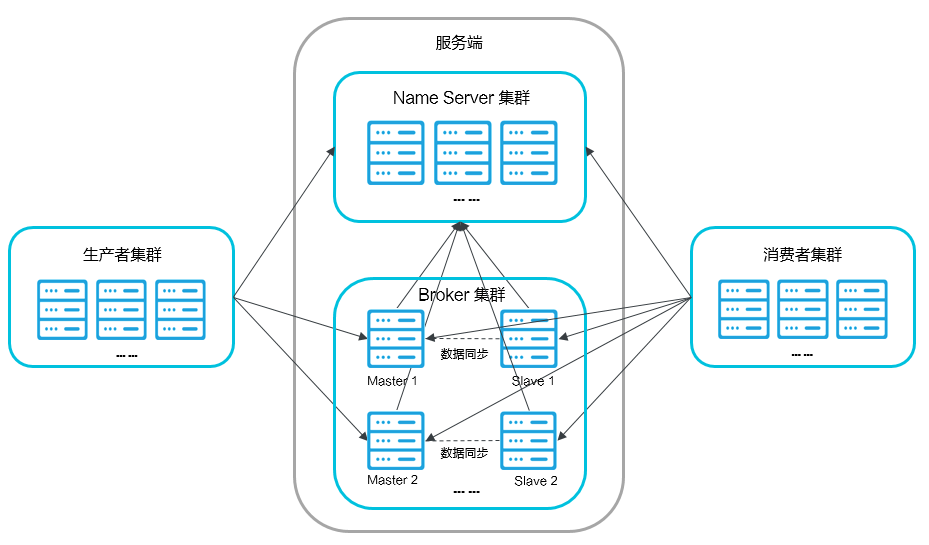 服务端
Name Server 集群
... ...
生产者集群
... ...
消费者集群
... ...
Broker 集群
数据同步
Master 1
Slave 1
数据同步
Master 2
Slave 2
... ...